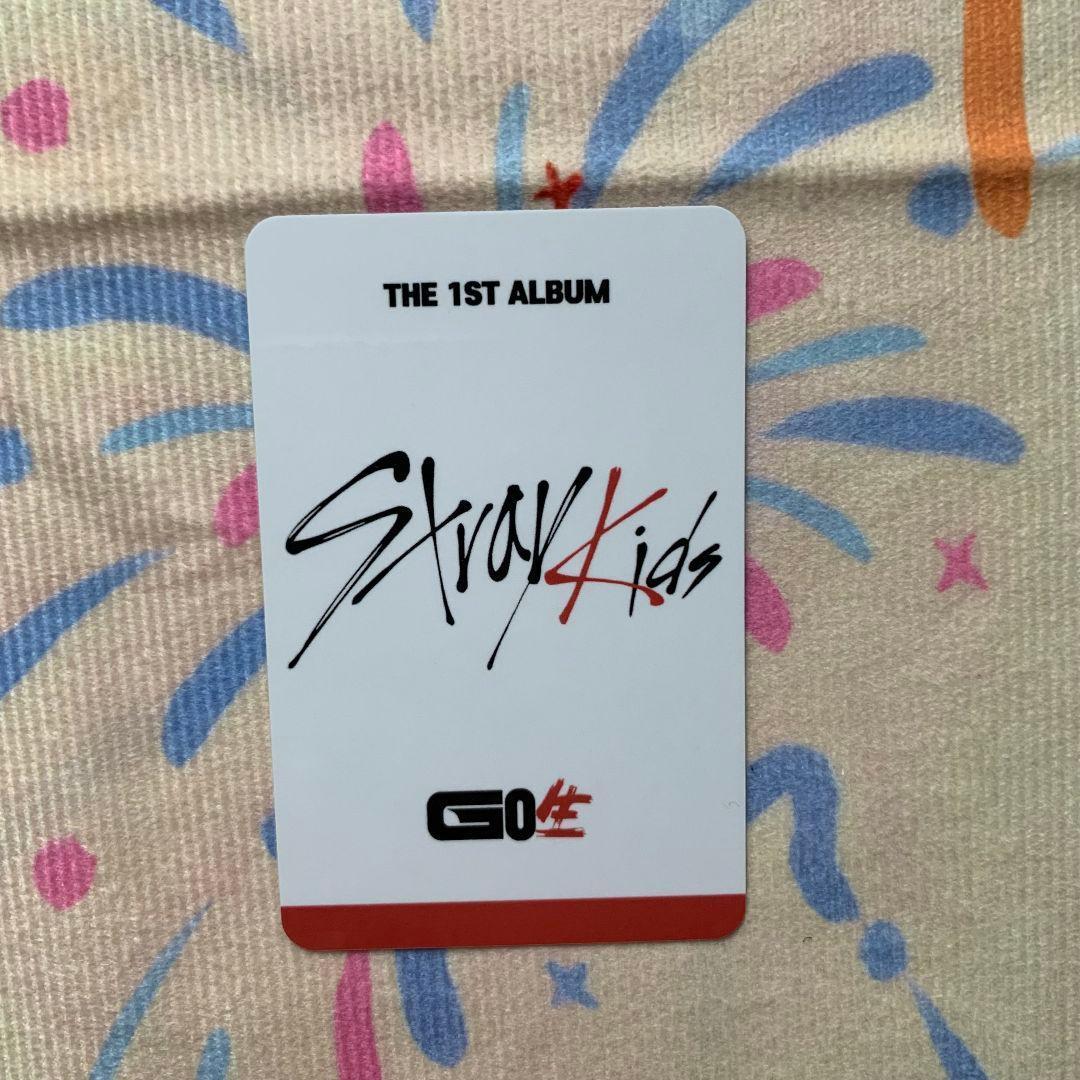 THE 1ST ALBUM
Stray Kids
GO生